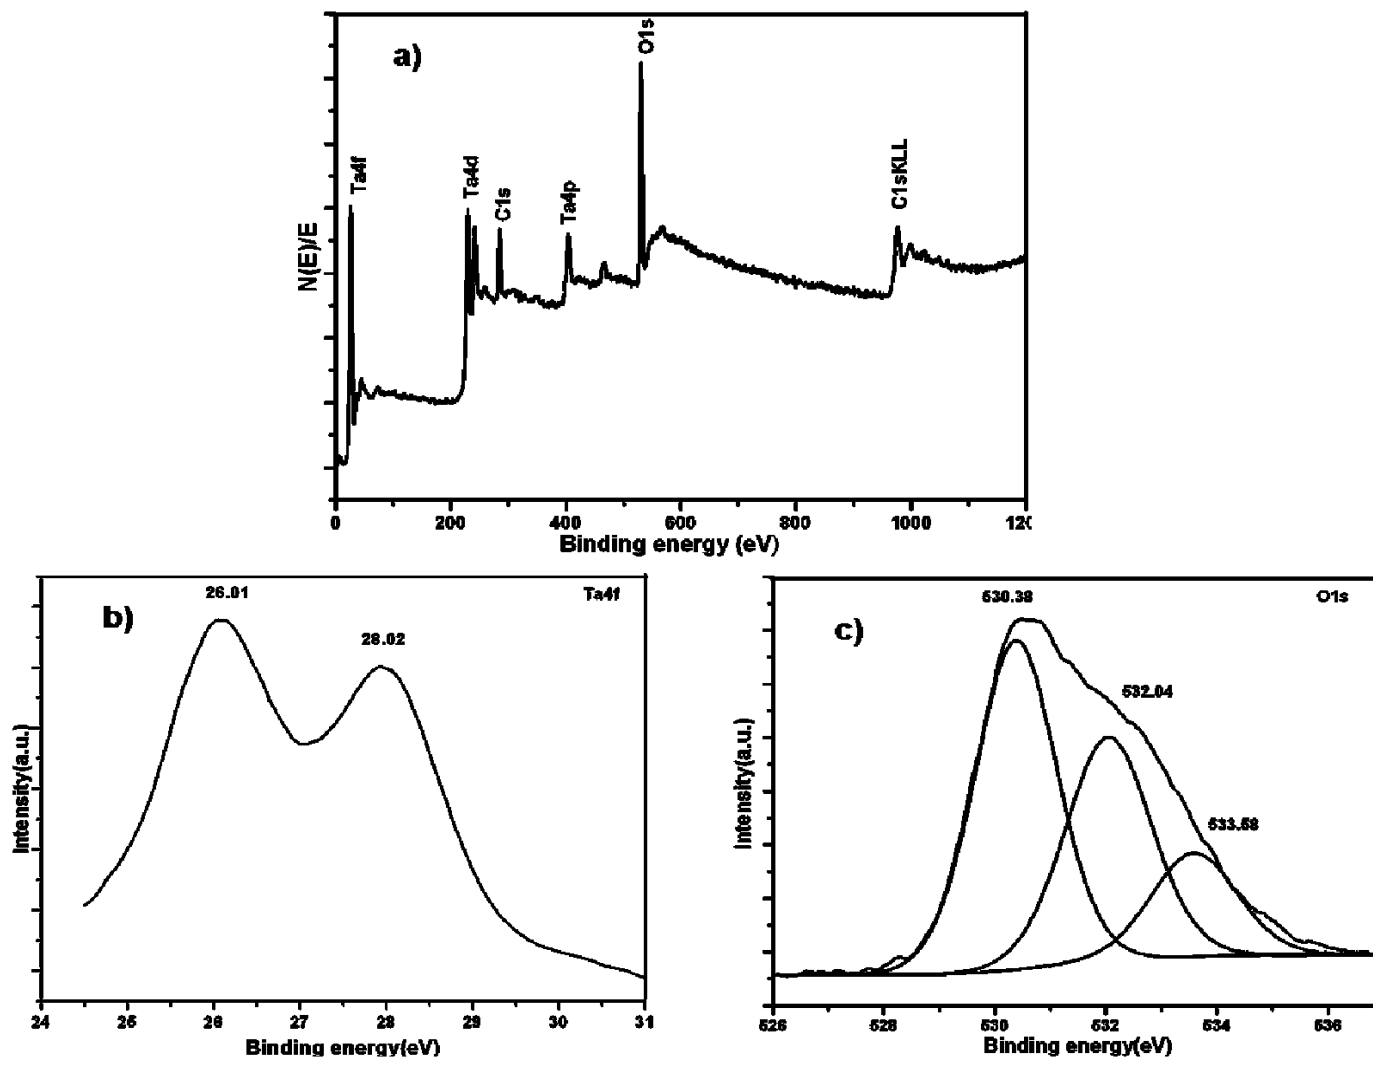 a)
O1s
Ta4f
Ta4d
C1s
Ta4p
C1sKLL
N(E)/E
0 200 400 600 800 1000 120
Binding energy (eV)
b)
26.01
28.02
Ta4f
Intensity(a.u.)
24 25 26 27 28 29 30 31
Binding energy(eV)
c)
530.38
O1s
532.04
533.58
Intensity(a.u.)
526 528 530 532 534 536
Binding energy(eV)